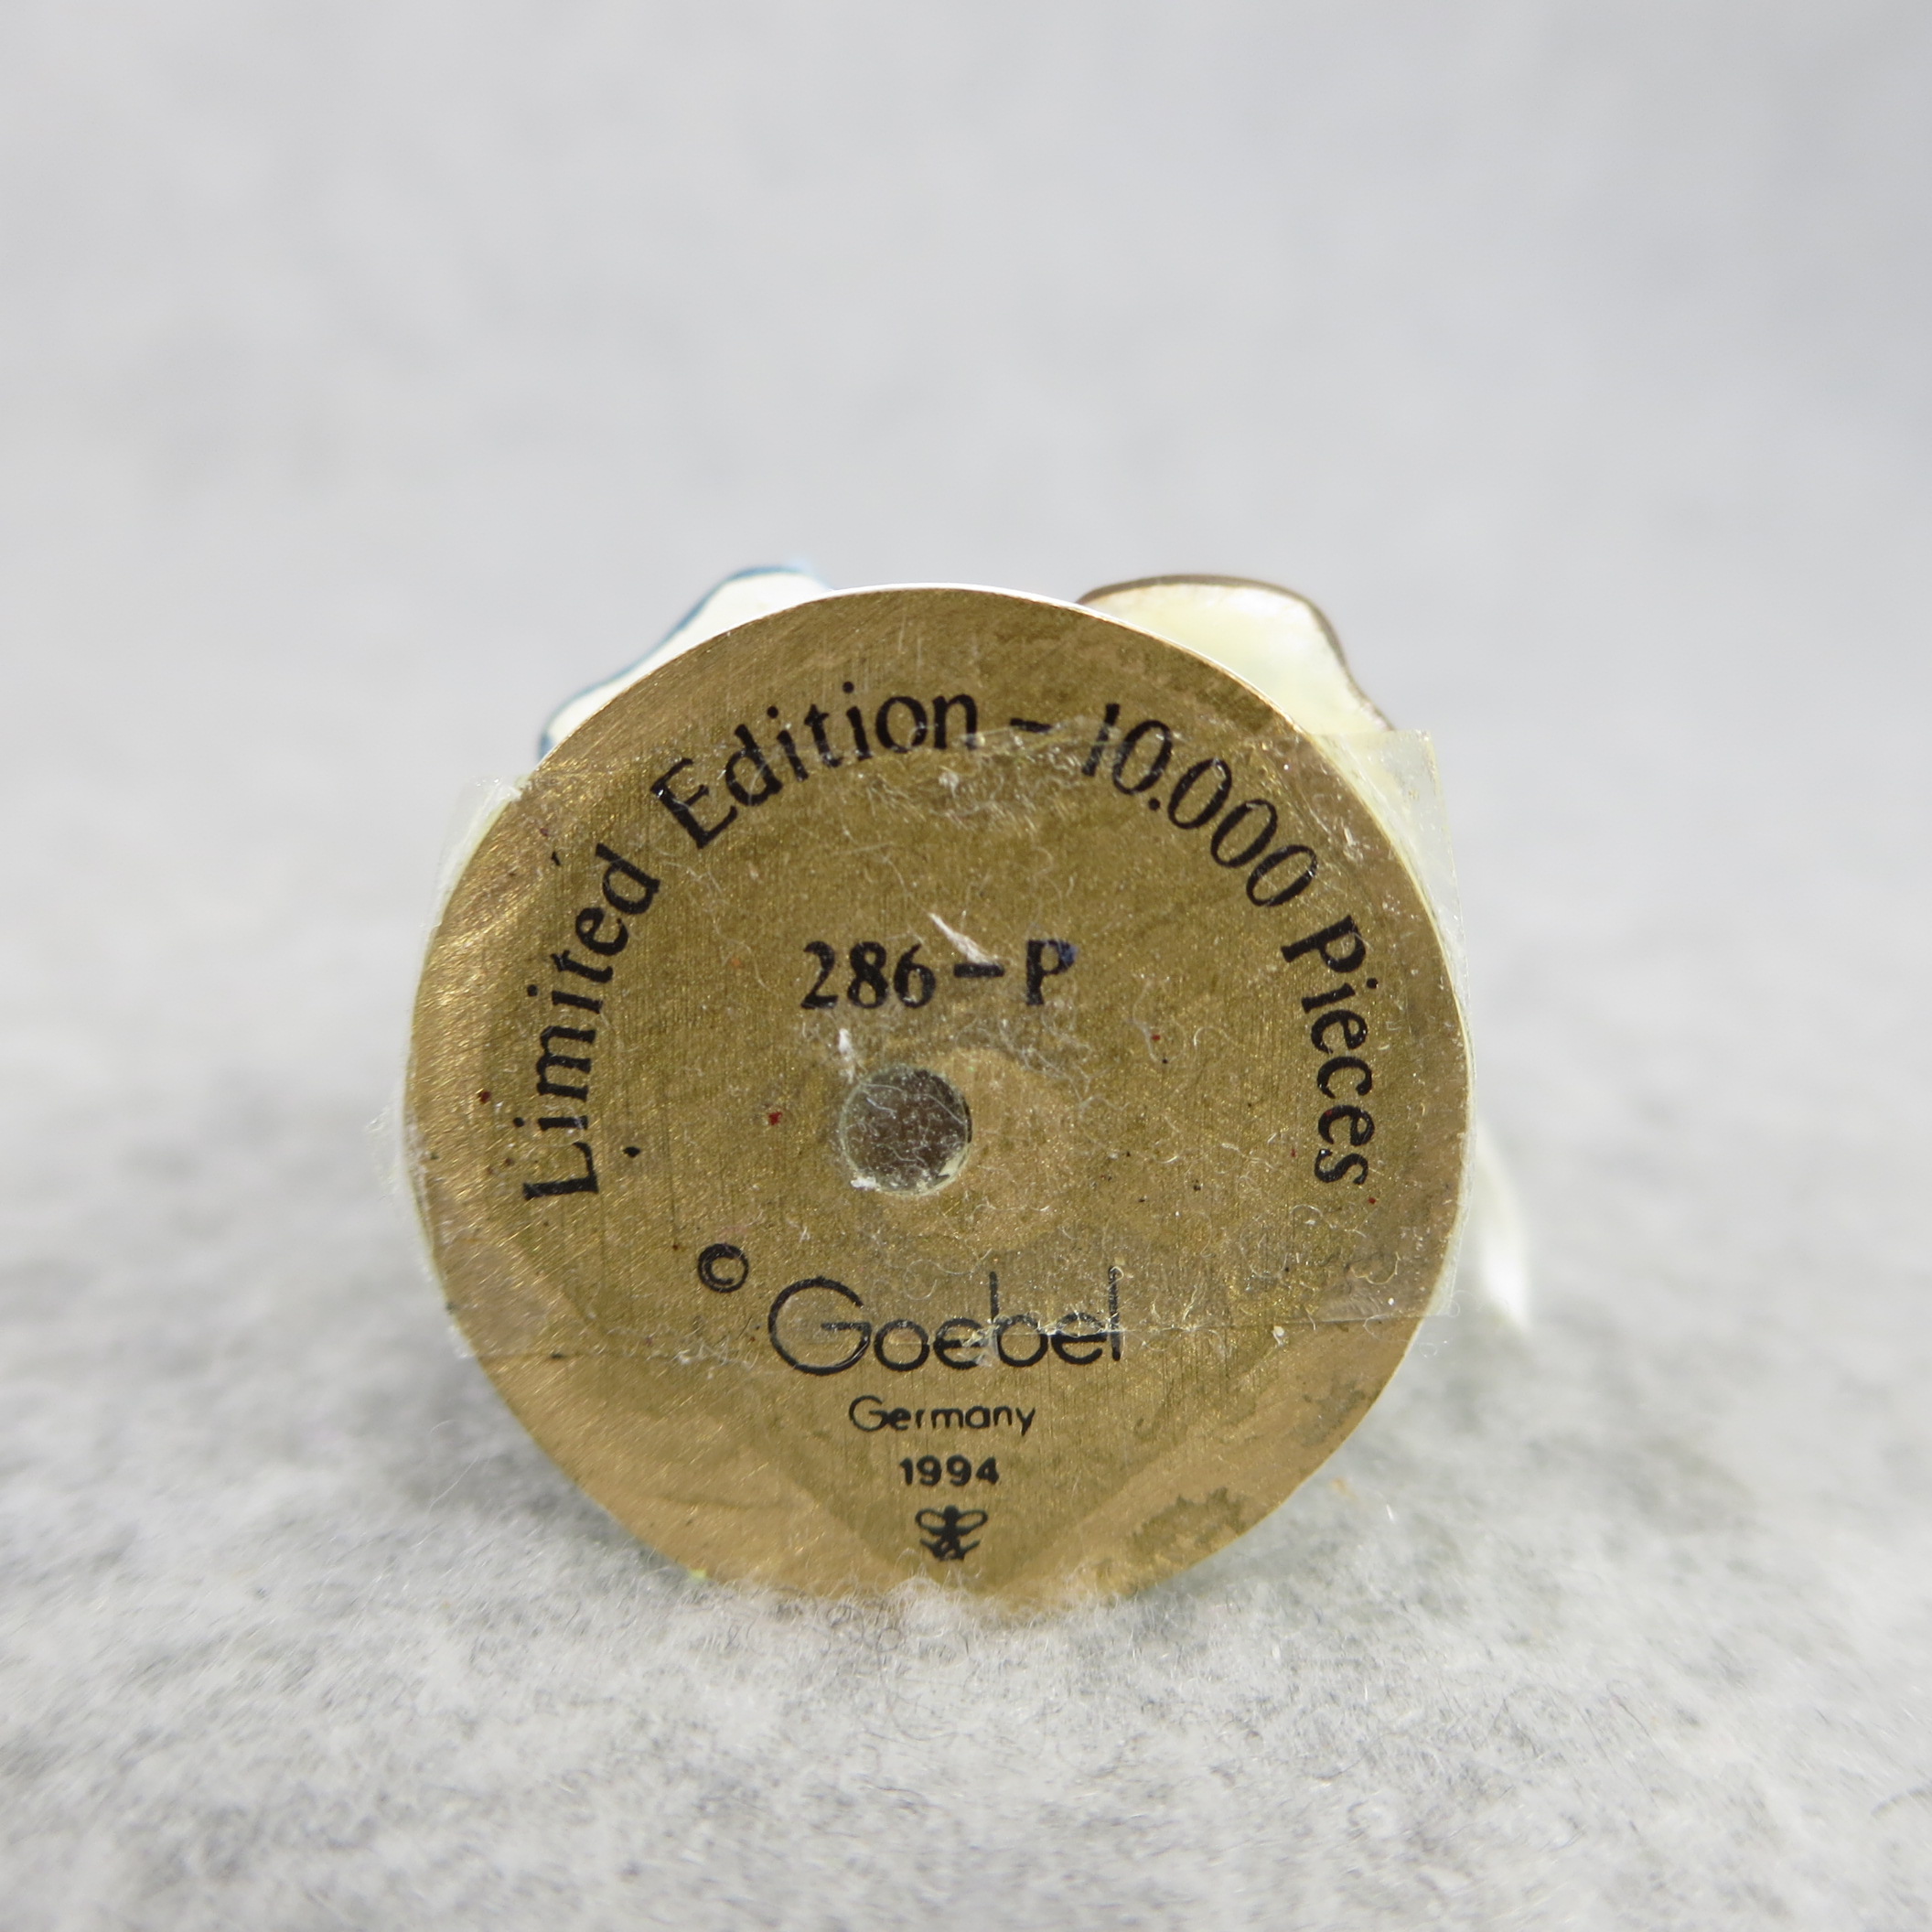 Limited Edition - 10.000 Pieces
286-P
© Goebel
Germany
1994